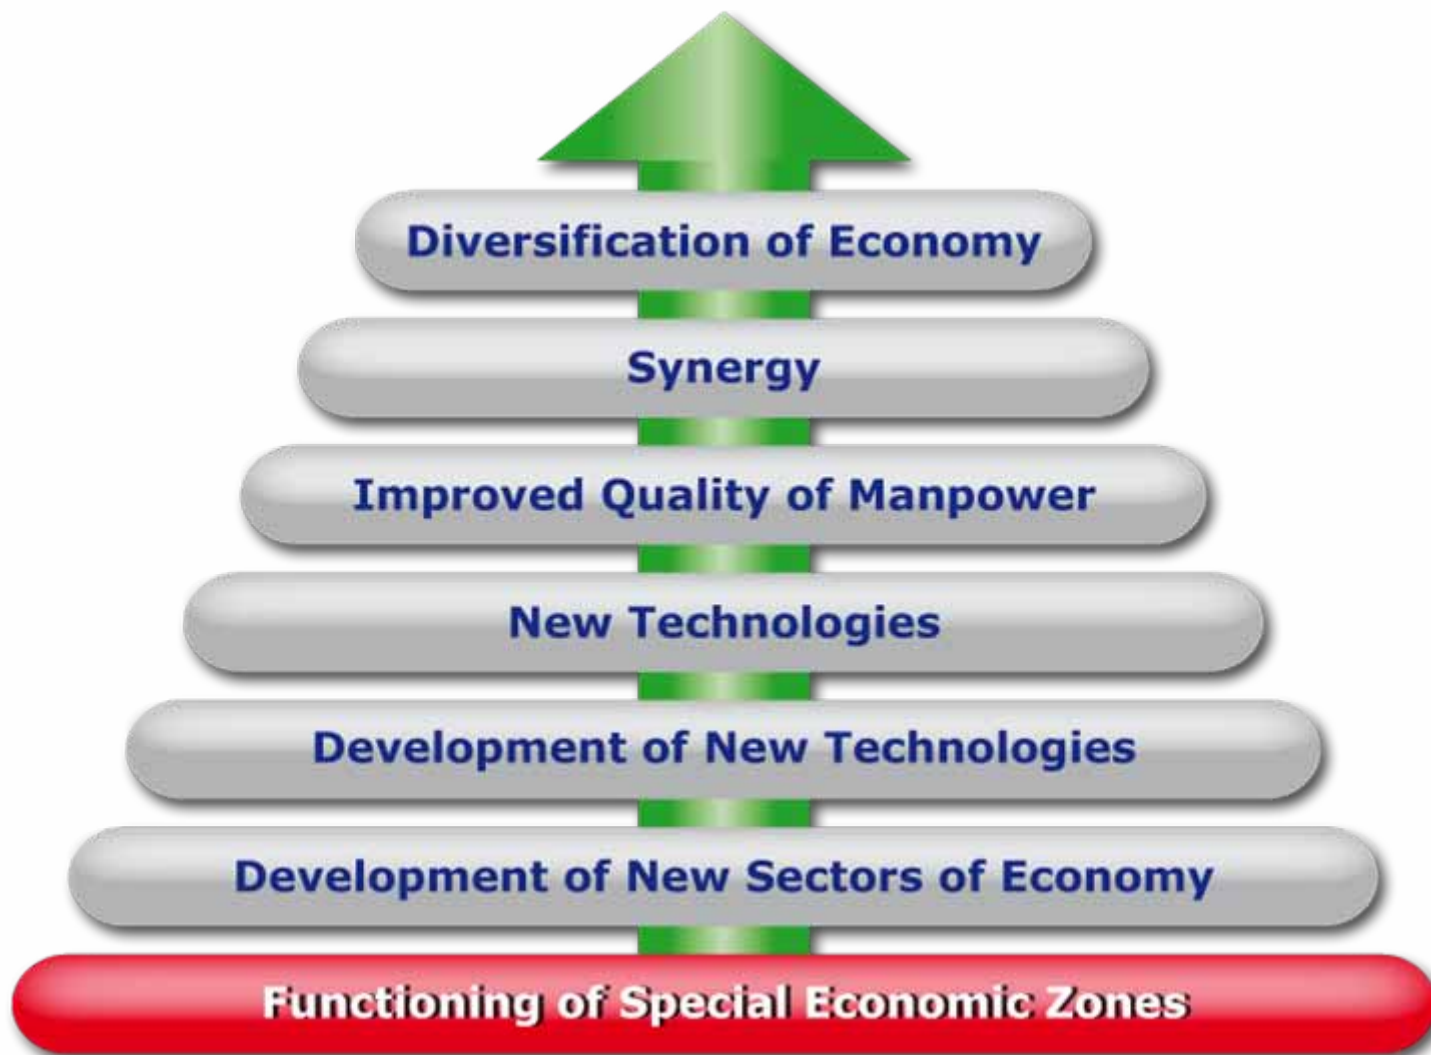 Diversification of Economy
Synergy
Improved Quality of Manpower
New Technologies
Development of New Technologies
Development of New Sectors of Economy
Functioning of Special Economic Zones